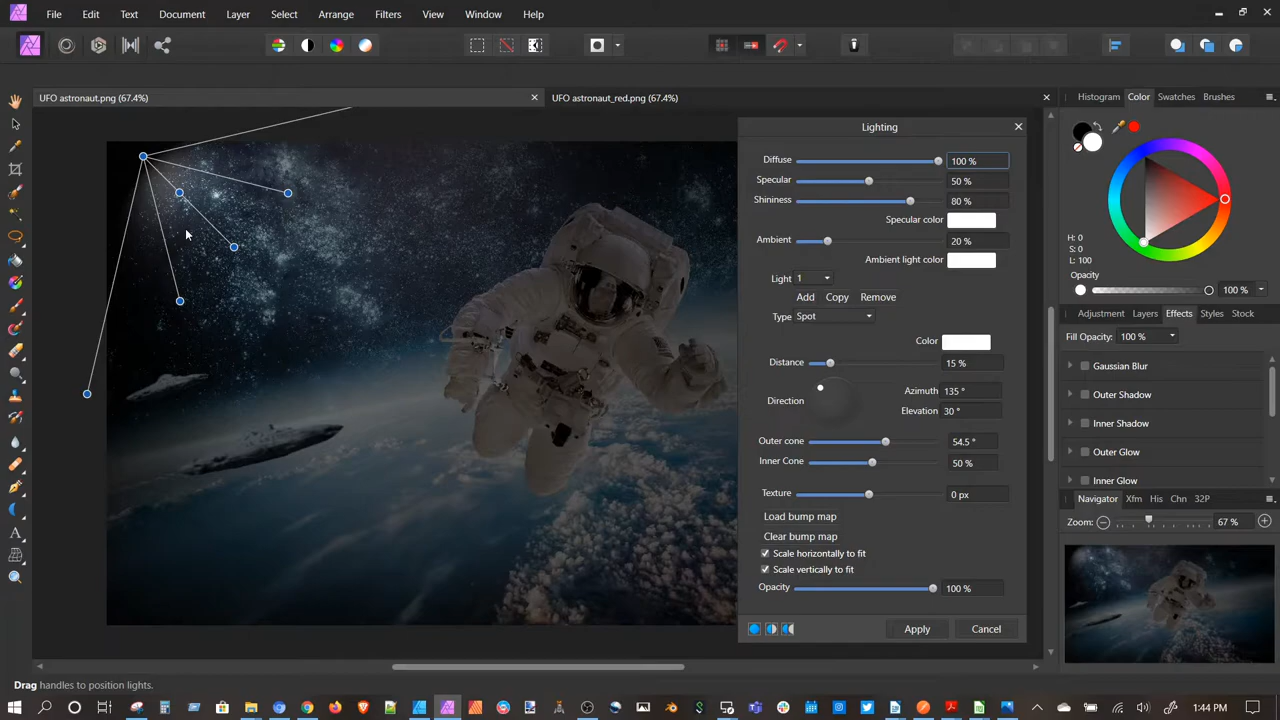 File Edit Text Document Layer Select Arrange Filters View Window Help
UFO astronaut.png (67.4%)
UFO astronaut_red.png (67.4%)
Histogram Color Swatches Brushes
Lighting
Diffuse 100 %
Specular 50 %
Shininess 80 %
Specular color
Ambient 20 %
Ambient light color
Light 1
Add Copy Remove
Type Spot
Color
Distance 15 %
Direction
Azimuth 135 °
Elevation 30 °
Outer cone 54.5 °
Inner Cone 50 %
Texture 0 px
Load bump map
Clear bump map
Scale horizontally to fit
Scale vertically to fit
Opacity 100 %
Apply Cancel
H: 0
S: 0
L: 100
Opacity
100 %
Adjustment Layers Effects Styles Stock
Fill Opacity: 100 %
Gaussian Blur
Outer Shadow
Inner Shadow
Outer Glow
Inner Glow
Navigator Xfm His Chn 32P
Zoom: 67 %
Drag handles to position lights.
1:44 PM